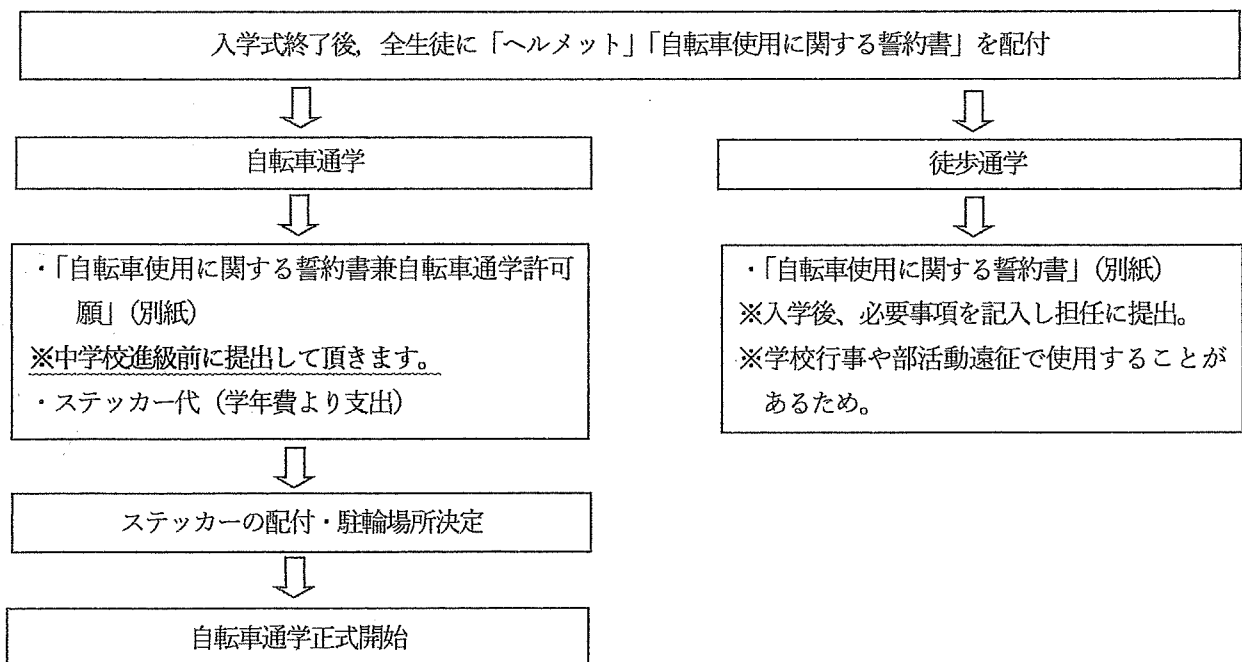 入学式終了後，全生徒に「ヘルメット」「自転車使用に関する誓約書」を配付
自転車通学
徒歩通学
・「自転車使用に関する誓約書兼自転車通学許可
願」（別紙）
※中学校進級前に提出して頂きます。
・ステッカー代（学年費より支出）
・「自転車使用に関する誓約書」（別紙）
※入学後、必要事項を記入し担任に提出。
※学校行事や部活動遠征で使用することが
あるため。
ステッカーの配付・駐輪場所決定
自転車通学正式開始